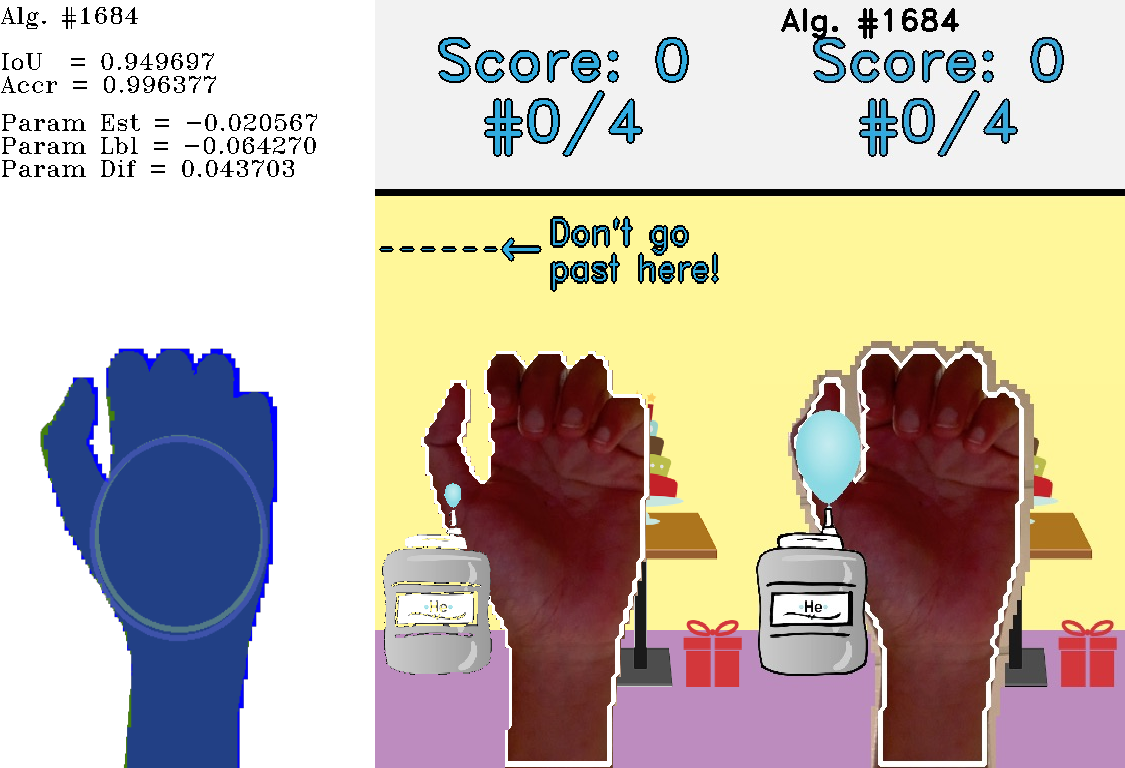 Alg. #1684
IoU = 0.949697
Accr = 0.996377
Param Est = −0.020567
Param Lbl = −0.064270
Param Dif = 0.043703
Score: 0
#0/4
Alg. #1684
Score: 0
#0/4
Don't go
past here!
He
He